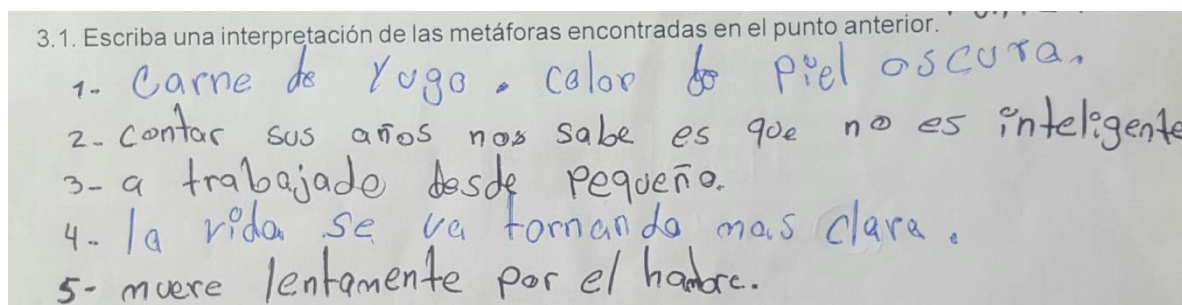 3.1. Escriba una interpretación de las metáforas encontradas en el punto anterior.
1- Carne de Yugo. color de piel oscura.
2- contar sus años nos sabe es que no es inteligente
3- a trabajado desde pequeño.
4- la vida se va tornando mas clara.
5- muere lentamente por el hambre.